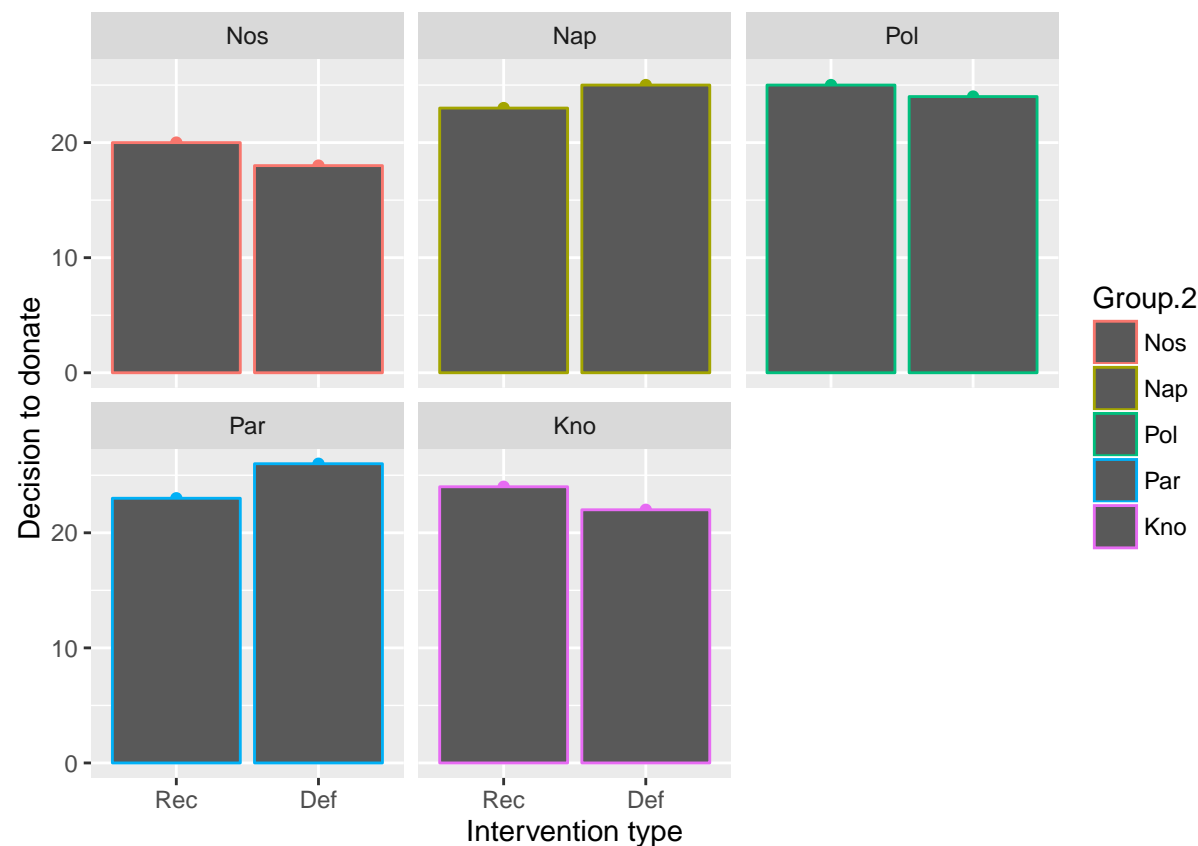 Nos
Nap
Pol
20
10
0
Par
Kno
20
10
0
Rec
Def
Rec
Def
Intervention type
Decision to donate
Group.2
Nos
Nap
Pol
Par
Kno